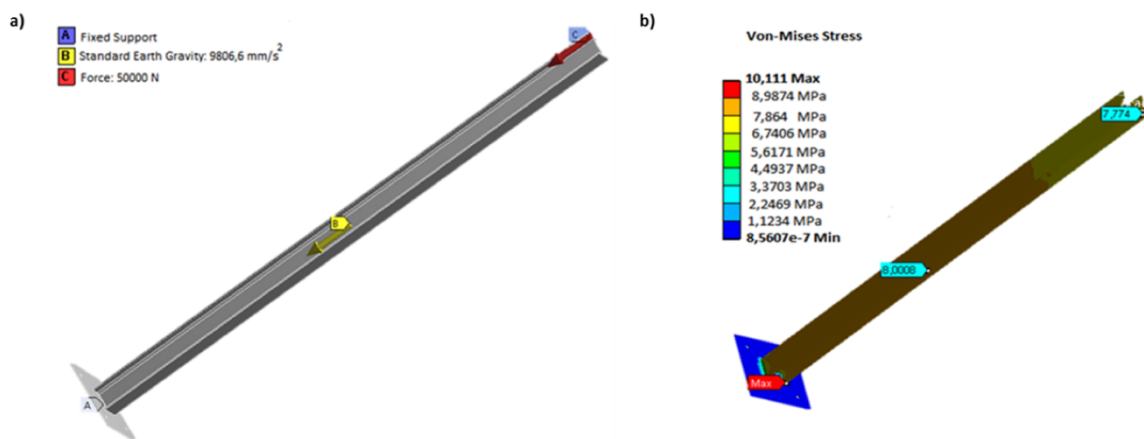 a)
A Fixed Support
B Standard Earth Gravity: 9806,6 mm/s²
C Force: 50000 N
C
B
A
b)
Von-Mises Stress
10,111 Max
8,9874 MPa
7,864 MPa
6,7406 MPa
5,6171 MPa
4,4937 MPa
3,3703 MPa
2,2469 MPa
1,1234 MPa
8,5607e-7 Min
7,774
8,0008
Max